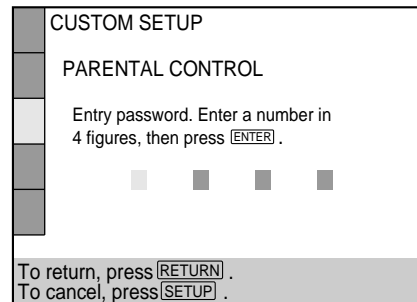 CUSTOM SETUP
PARENTAL CONTROL
Entry password. Enter a number in
4 figures, then press ENTER .
To return, press RETURN .
To cancel, press SETUP .